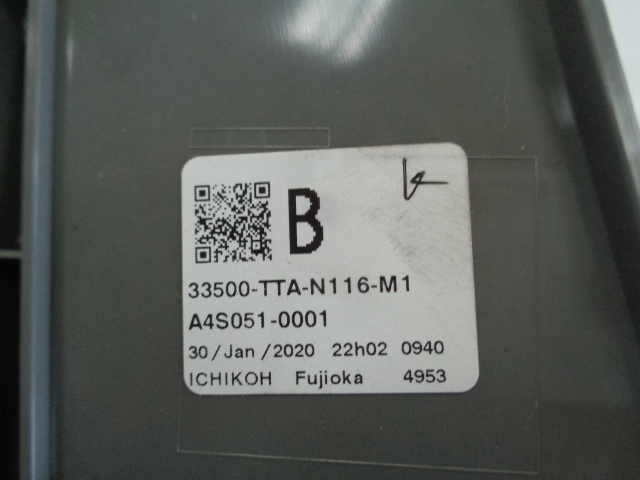 B
33500-TTA-N116-M1
A4S051-0001
30/Jan/2020 22h02 0940
ICHIKOH Fujioka 4953